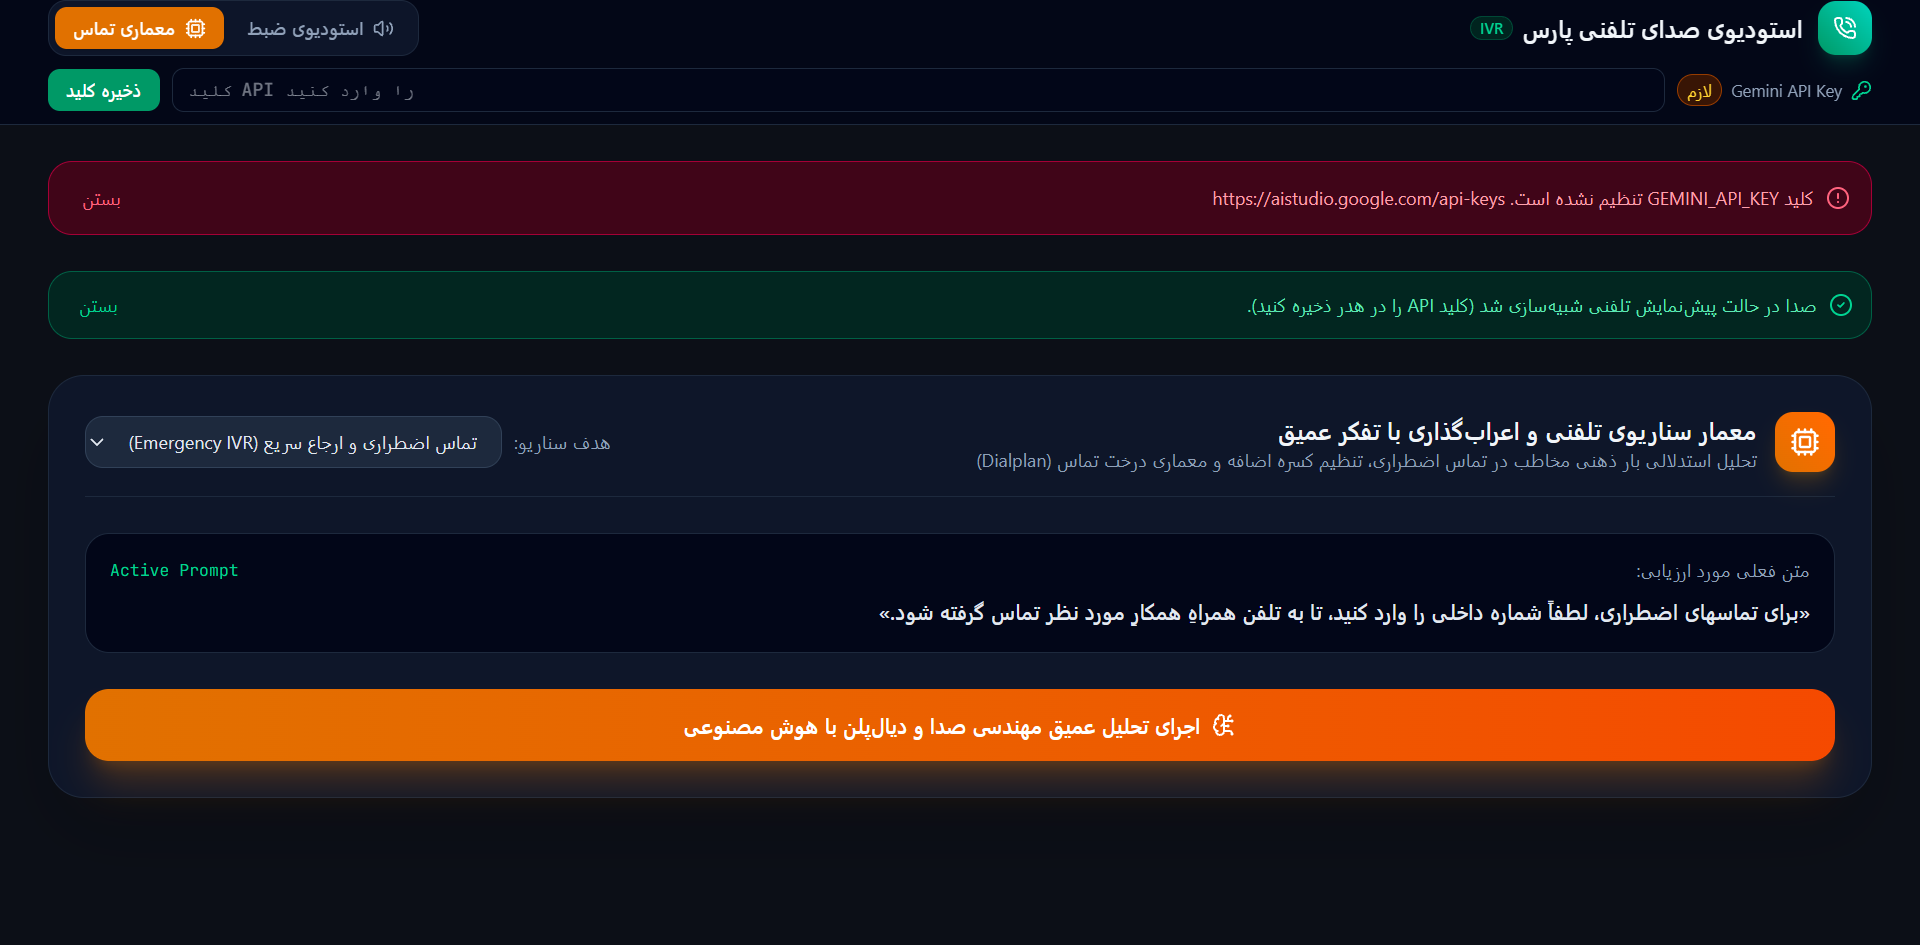 استودیوی صدای تلفنی پارس IVR
استودیوی ضبط
معماری تماس
Gemini API Key
لازم
را وارد کنید API کلید
ذخیره کلید
کلید GEMINI_API_KEY تنظیم نشده است. https://aistudio.google.com/api-keys
بستن
صدا در حالت پیش‌نمایش تلفنی شبیه‌سازی شد (کلید API را در هدر ذخیره کنید).
بستن
معمار سناریوی تلفنی و اعراب‌گذاری با تفکر عمیق
تحلیل استدلالی بار ذهنی مخاطب در تماس اضطراری، تنظیم کسره اضافه و معماری درخت تماس (Dialplan)
هدف سناریو:
تماس اضطراری و ارجاع سریع (Emergency IVR)
متن فعلی مورد ارزیابی:
Active Prompt
«برای تماسهای اضطراری، لطفاً شماره داخلی را وارد کنید، تا به تلفن همراهِ همکارِ مورد نظر تماس گرفته شود.»
اجرای تحلیل عمیق مهندسی صدا و دیال‌پلن با هوش مصنوعی